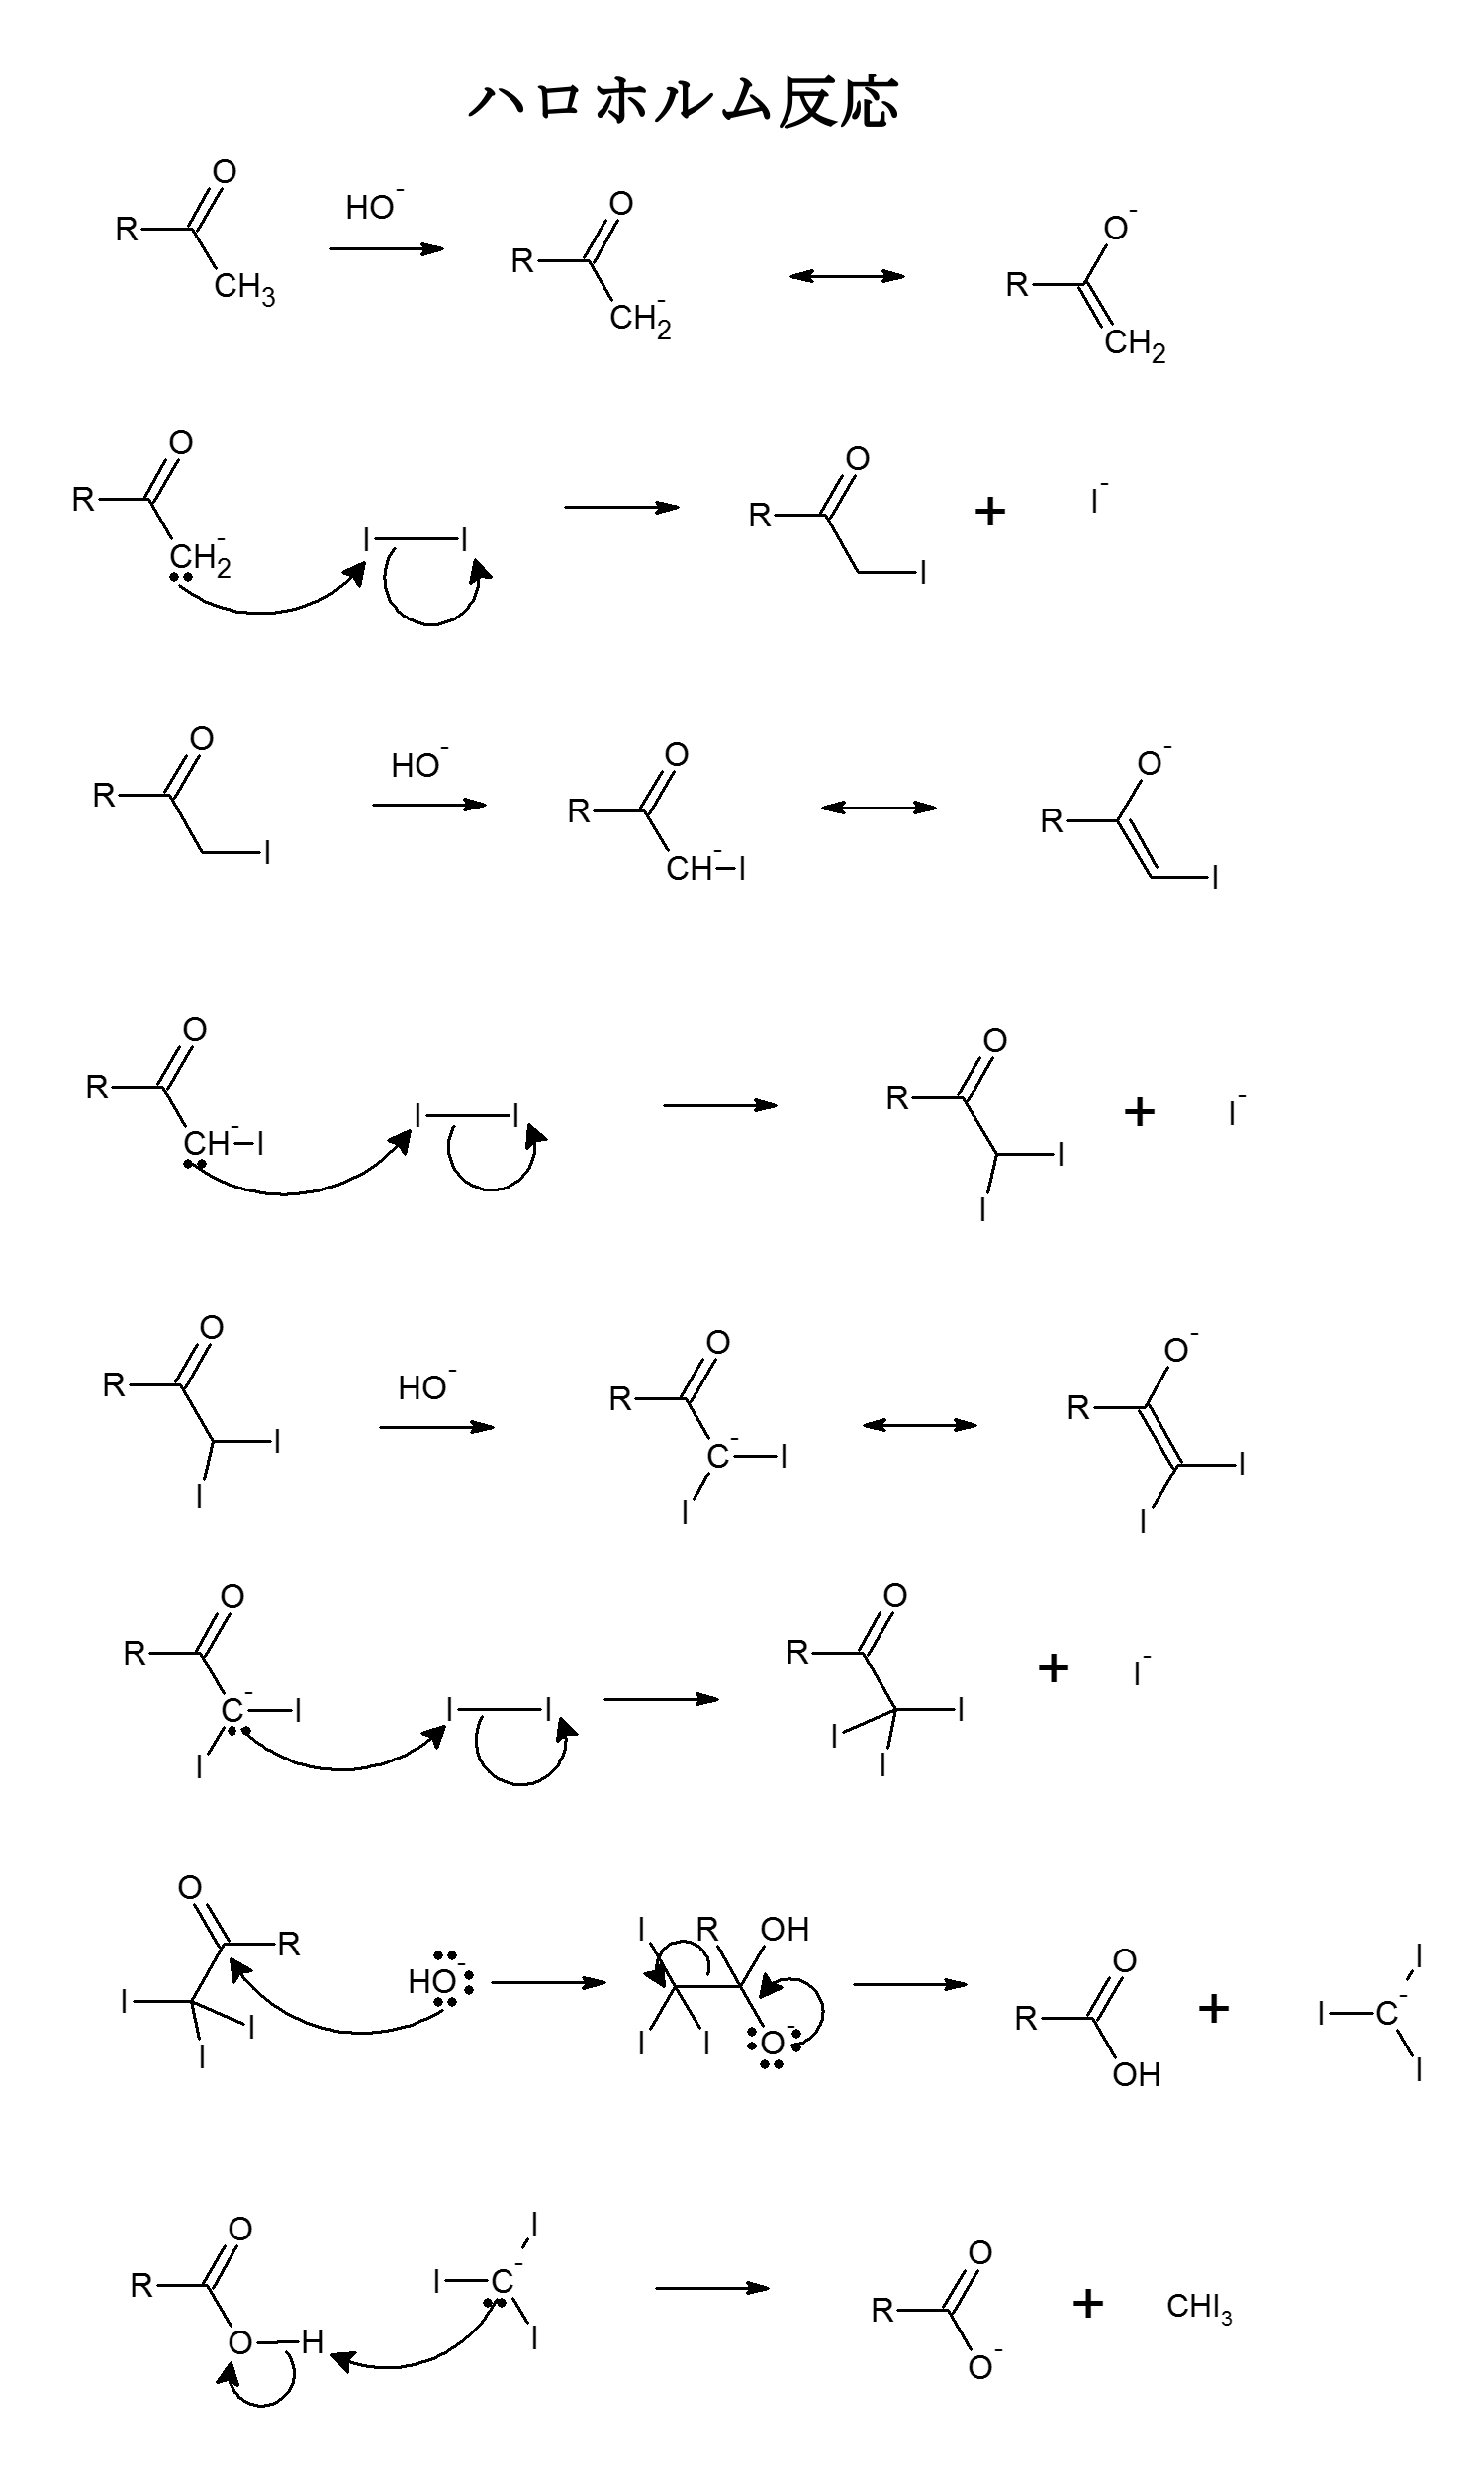 ハロホルム反応
O HO⁻ O O⁻
R CH₃ R CH₂⁻ R CH₂
O O
R CH₂⁻ I I R I + I⁻
O HO⁻ O O⁻
R I R CH⁻ I R I
O O
R CH⁻ I I I R I I + I⁻
O HO⁻ O O⁻
R I I R C⁻ I I R I I
O O
R C⁻ I I I I R I I I + I⁻
O R I I I HO⁻ I R OH I I O⁻ O R OH + I I C⁻ I
O R O H I I C⁻ I O R O⁻ + CHI₃